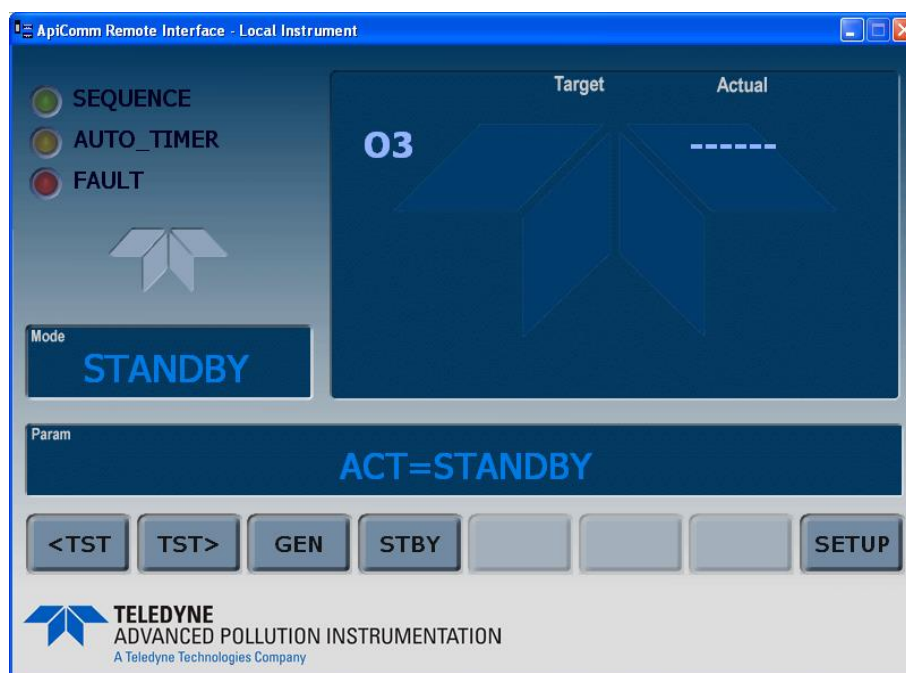 ApiComm Remote Interface - Local Instrument
SEQUENCE
AUTO_TIMER
FAULT
Target Actual
O3 ------
Mode
STANDBY
Param
ACT=STANDBY
<TST TST> GEN STBY SETUP
TELEDYNE
ADVANCED POLLUTION INSTRUMENTATION
A Teledyne Technologies Company